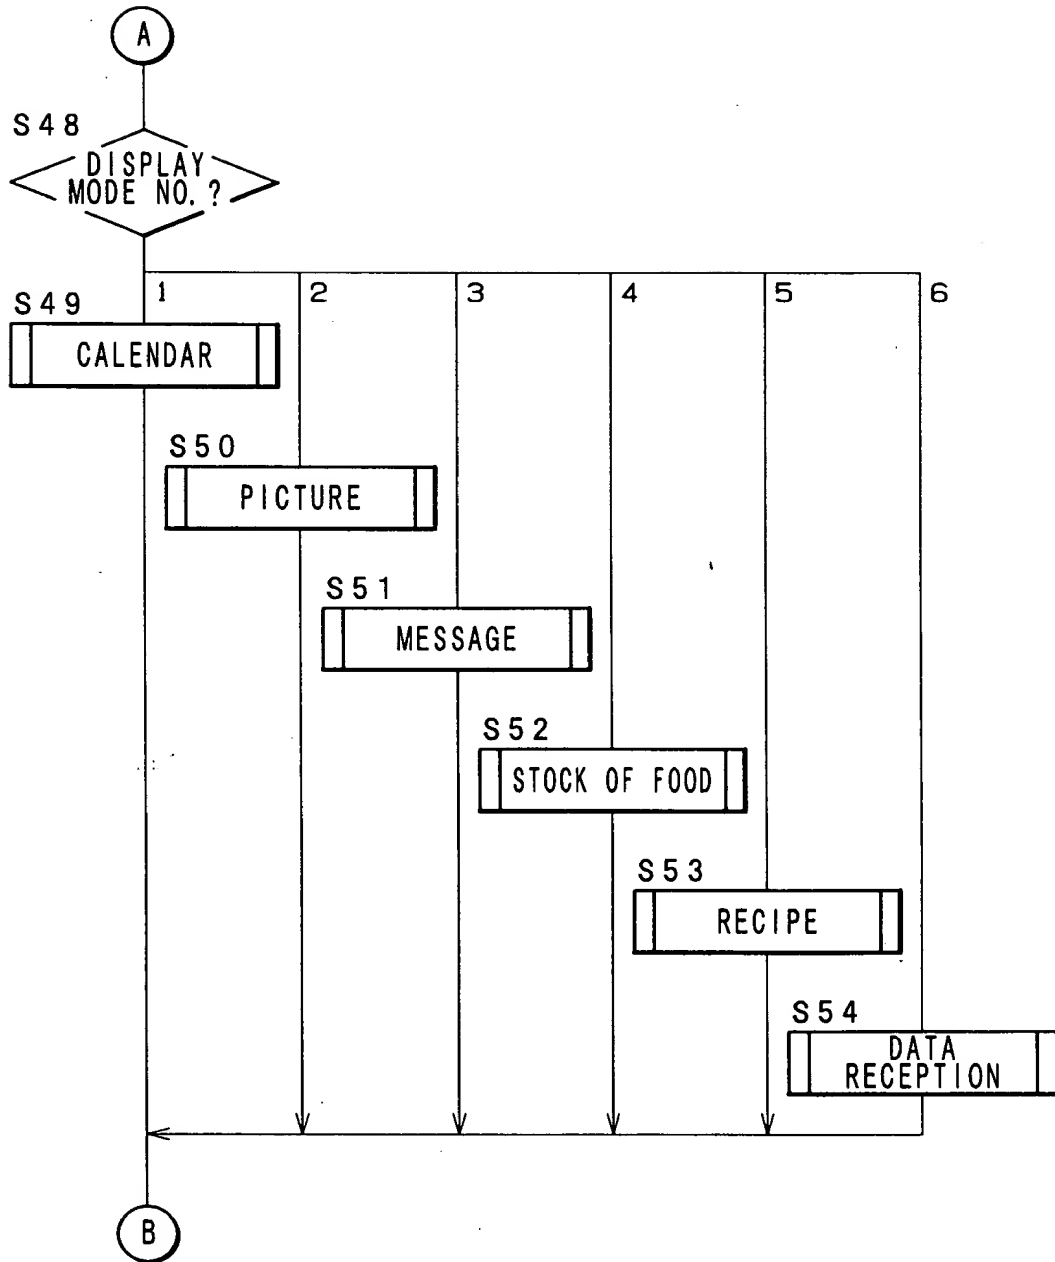 A
S48
DISPLAY
MODE NO.?
1 2 3 4 5 6
S49
CALENDAR
S50
PICTURE
S51
MESSAGE
S52
STOCK OF FOOD
S53
RECIPE
S54
DATA
RECEPTION
B